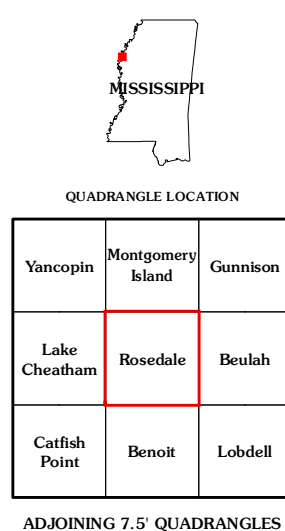 MISSISSIPPI
QUADRANGLE LOCATION
Yancopin
Montgomery
Island
Gunnison
Lake
Cheatham
Rosedale
Beulah
Catfish
Point
Benoit
Lobdell
ADJOINING 7.5' QUADRANGLES